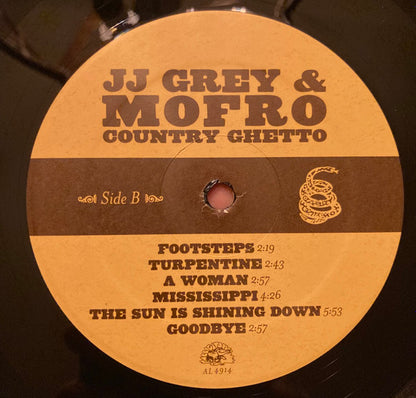 JJ GREY &
MOFRO
COUNTRY GHETTO
Side B
FOOTSTEPS 2:19
TURPENTINE 2:43
A WOMAN 2:57
MISSISSIPPI 4:26
THE SUN IS SHINING DOWN 5:53
GOODBYE 2:57
AL 4914